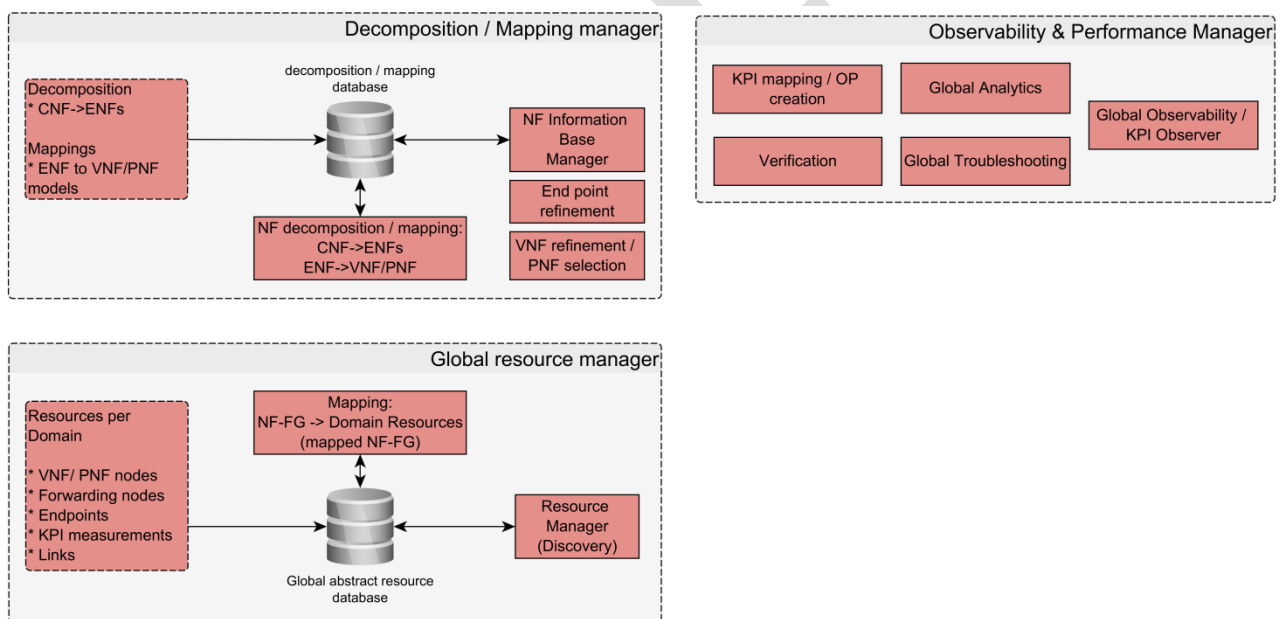 Decomposition / Mapping manager
Decomposition
* CNF->ENFs
Mappings
* ENF to VNF/PNF
models
decomposition / mapping
database
NF Information
Base
Manager
End point
refinement
VNF refinement /
PNF selection
NF decomposition / mapping:
CNF->ENFs
ENF->VNF/PNF
Observability & Performance Manager
KPI mapping / OP
creation
Global Analytics
Global Observability /
KPI Observer
Verification
Global Troubleshooting
Global resource manager
Resources per
Domain
* VNF/ PNF nodes
* Forwarding nodes
* Endpoints
* KPI measurements
* Links
Mapping:
NF-FG -> Domain Resources
(mapped NF-FG)
Resource
Manager
(Discovery)
Global abstract resource
database